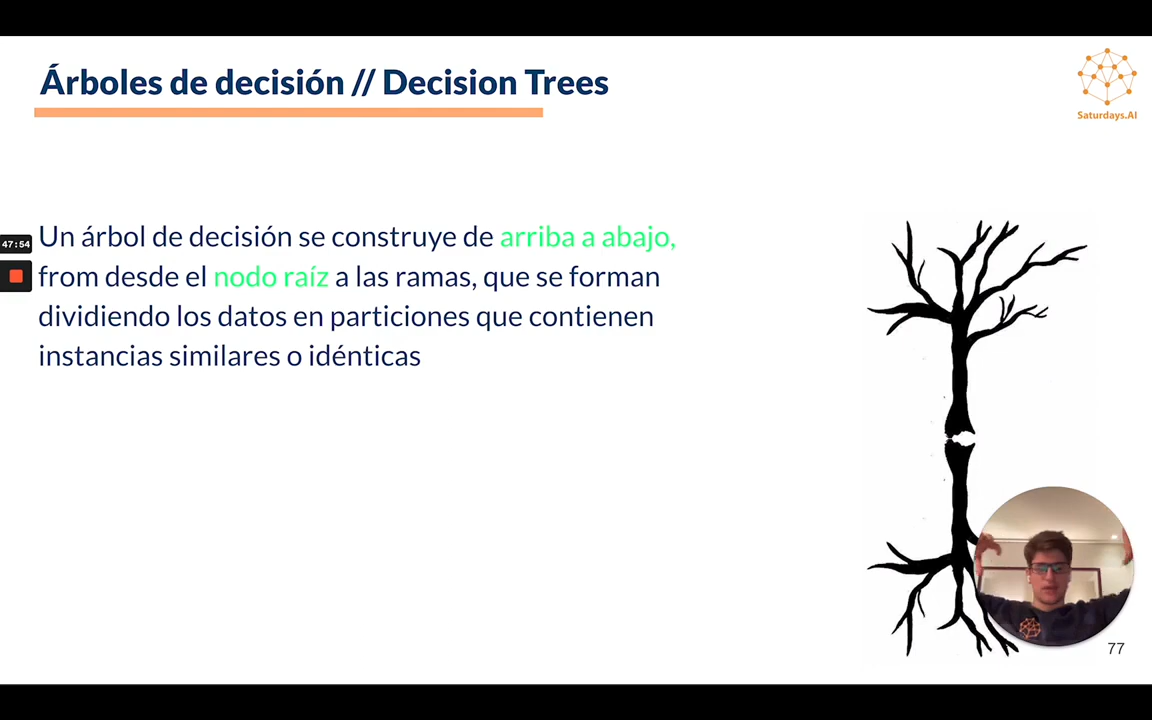 Árboles de decisión // Decision Trees
Saturdays.AI
47:54
Un árbol de decisión se construye de arriba a abajo,
from desde el nodo raíz a las ramas, que se forman
dividiendo los datos en particiones que contienen
instancias similares o idénticas
77